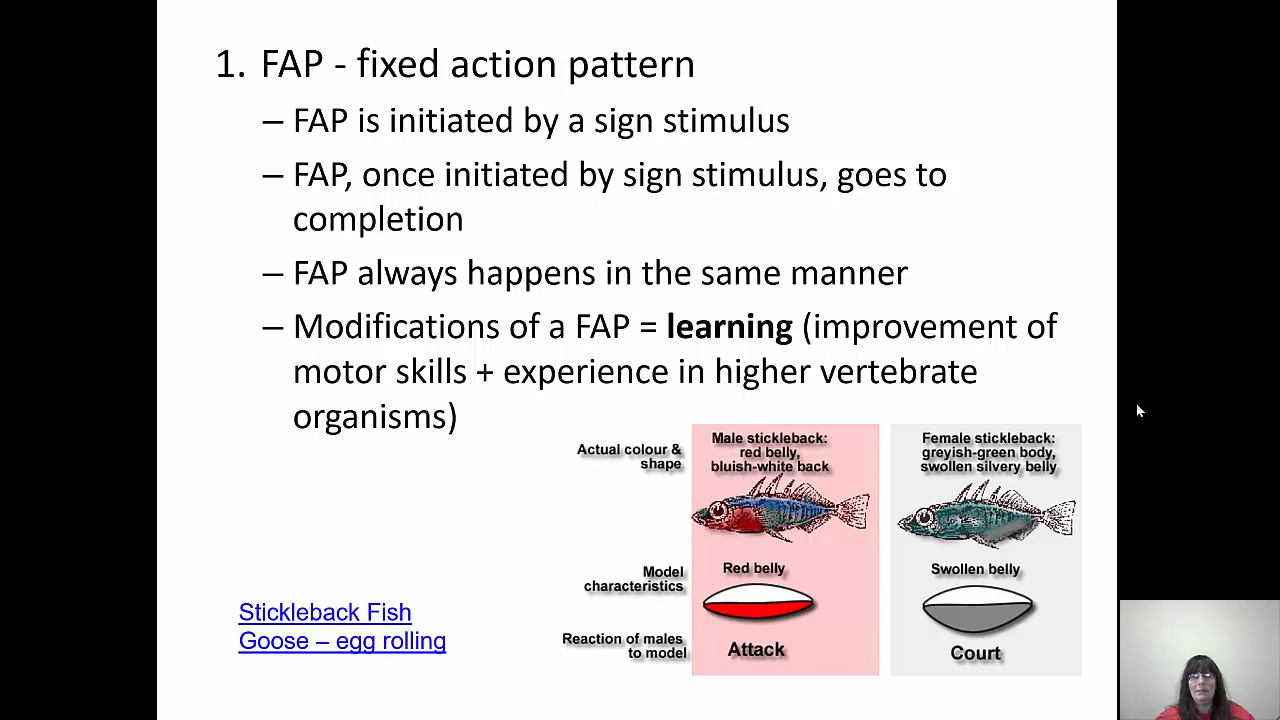 1. FAP - fixed action pattern
– FAP is initiated by a sign stimulus
– FAP, once initiated by sign stimulus, goes to
completion
– FAP always happens in the same manner
– Modifications of a FAP = learning (improvement of
motor skills + experience in higher vertebrate
organisms)
Actual colour &
shape
Male stickleback:
red belly,
bluish-white back
Female stickleback:
greyish-green body,
swollen silvery belly
Model
characteristics
Red belly
Swollen belly
Reaction of males
to model
Attack
Court
Stickleback Fish
Goose – egg rolling